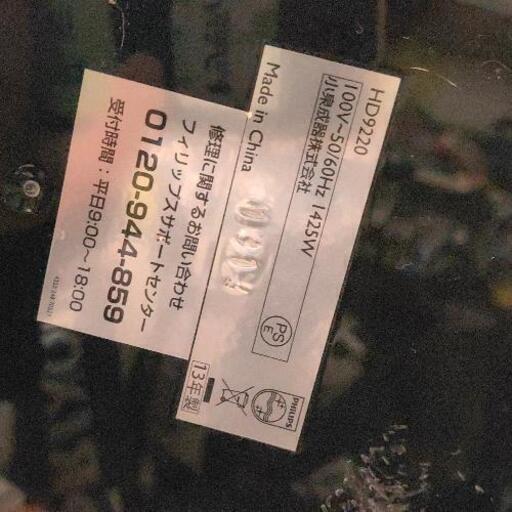 HD9220
100V~50/60Hz 1425W
小泉成器株式会社
Made in China
PS
E
PHILIPS
13年製
修理に関するお問い合わせ
フィリップスサポートセンター
0120-944-859
受付時間：平日9:00〜18:00